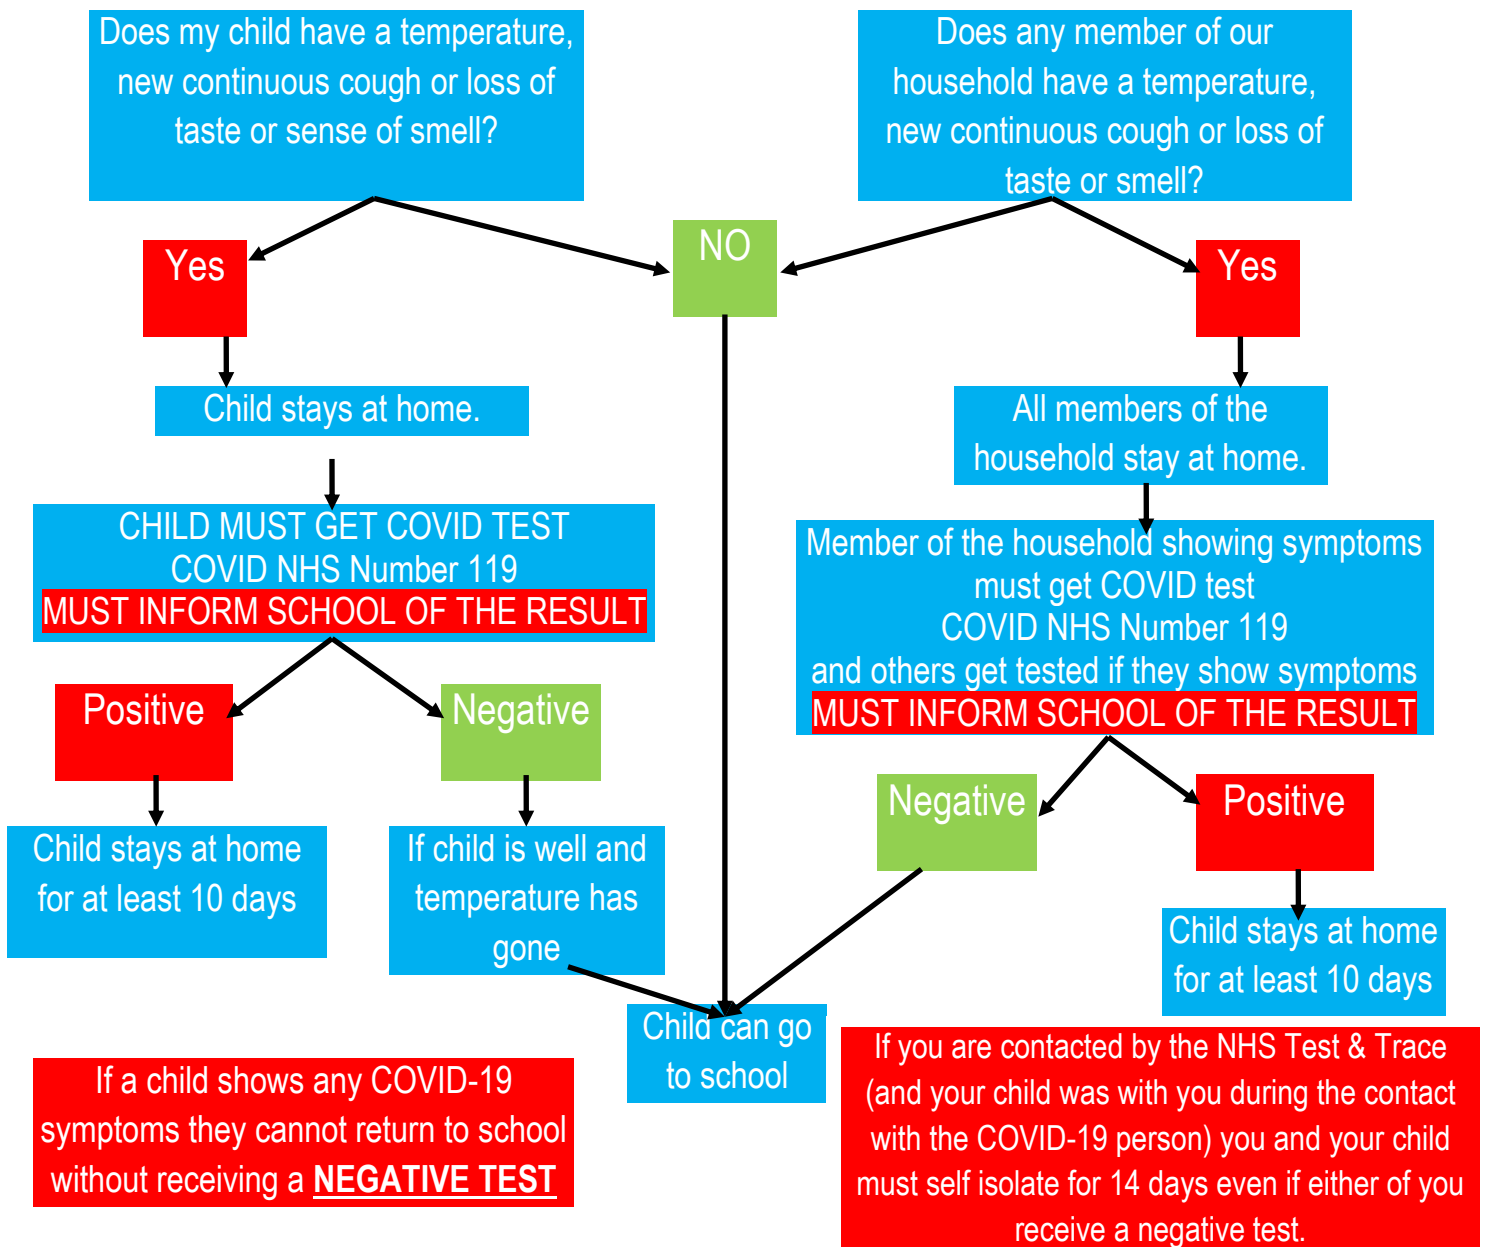 Does my child have a temperature,
new continuous cough or loss of
taste or sense of smell?
Does any member of our
household have a temperature,
new continuous cough or loss of
taste or smell?
NO
Yes
Yes
Child stays at home.
All members of the
household stay at home.
CHILD MUST GET COVID TEST
COVID NHS Number 119
MUST INFORM SCHOOL OF THE RESULT
Member of the household showing symptoms
must get COVID test
COVID NHS Number 119
and others get tested if they show symptoms
MUST INFORM SCHOOL OF THE RESULT
Positive
Negative
Negative
Positive
Child stays at home
for at least 10 days
If child is well and
temperature has
gone
Child stays at home
for at least 10 days
Child can go
to school
If a child shows any COVID-19
symptoms they cannot return to school
without receiving a NEGATIVE TEST
If you are contacted by the NHS Test & Trace
(and your child was with you during the contact
with the COVID-19 person) you and your child
must self isolate for 14 days even if either of you
receive a negative test.